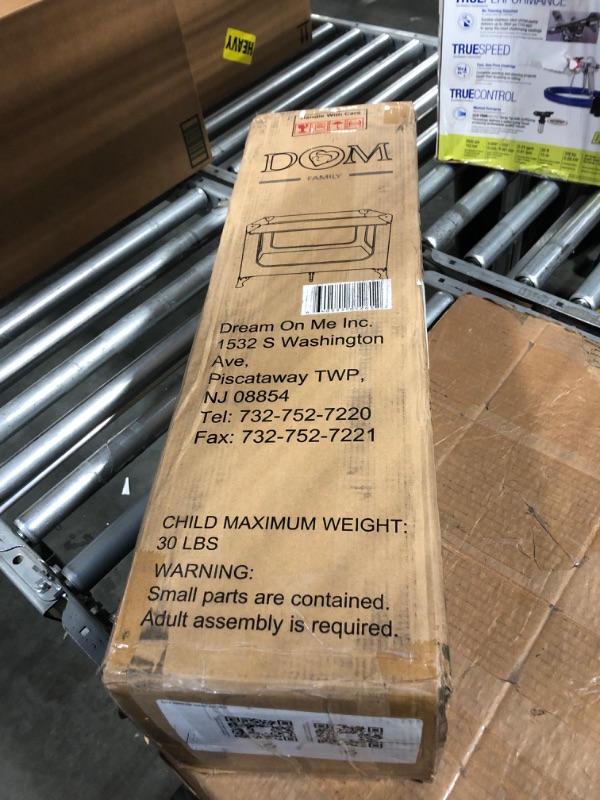 HEAVY
TRUEPERFORMANCE
TRUESPEED
TRUECONTROL
Handle With Care
DOM
FAMILY
Dream On Me Inc.
1532 S Washington
Ave,
Piscataway TWP,
NJ 08854
Tel: 732-752-7220
Fax: 732-752-7221
CHILD MAXIMUM WEIGHT:
30 LBS
WARNING:
Small parts are contained.
Adult assembly is required.